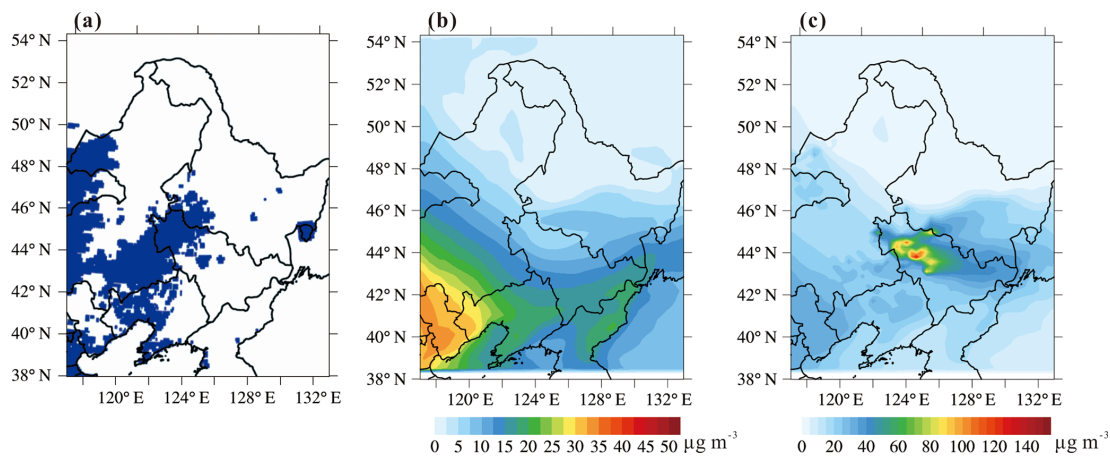 (a)
54° N
52° N
50° N
48° N
46° N
44° N
42° N
40° N
38° N
120° E 124° E 128° E 132° E
(b)
54° N
52° N
50° N
48° N
46° N
44° N
42° N
40° N
38° N
120° E 124° E 128° E 132° E
0 5 10 15 20 25 30 35 40 45 50 µg m⁻³
(c)
54° N
52° N
50° N
48° N
46° N
44° N
42° N
40° N
38° N
120° E 124° E 128° E 132° E
0 20 40 60 80 100 120 140 µg m⁻³